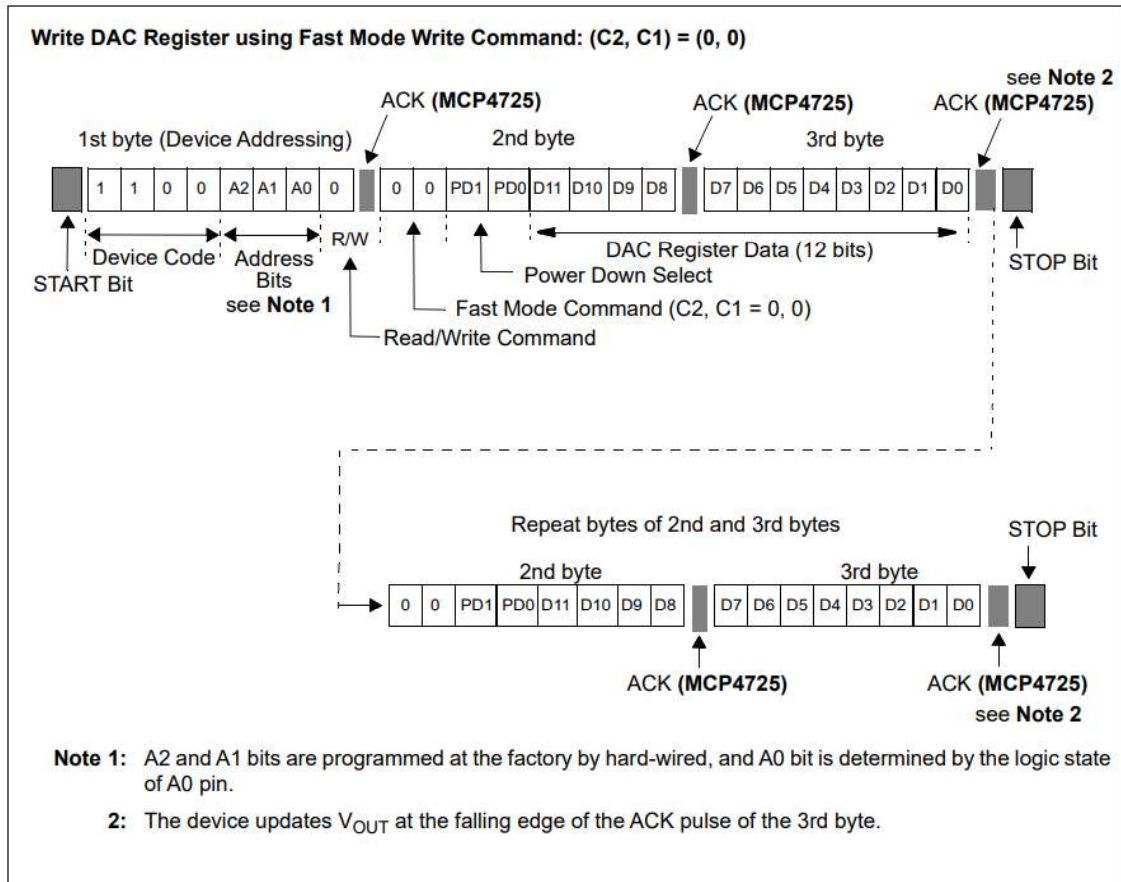 Write DAC Register using Fast Mode Write Command: (C2, C1) = (0, 0)
see Note 2
ACK (MCP4725) ACK (MCP4725) ACK (MCP4725)
1st byte (Device Addressing) 2nd byte 3rd byte
1 1 0 0 A2 A1 A0 0 0 0 PD1 PD0 D11 D10 D9 D8 D7 D6 D5 D4 D3 D2 D1 D0
R/W
START Bit Device Code Address Bits DAC Register Data (12 bits) STOP Bit
see Note 1
Power Down Select
Fast Mode Command (C2, C1 = 0, 0)
Read/Write Command
Repeat bytes of 2nd and 3rd bytes STOP Bit
2nd byte 3rd byte
0 0 PD1 PD0 D11 D10 D9 D8 D7 D6 D5 D4 D3 D2 D1 D0
ACK (MCP4725) ACK (MCP4725)
see Note 2
Note 1: A2 and A1 bits are programmed at the factory by hard-wired, and A0 bit is determined by the logic state
of A0 pin.
2: The device updates VOUT at the falling edge of the ACK pulse of the 3rd byte.